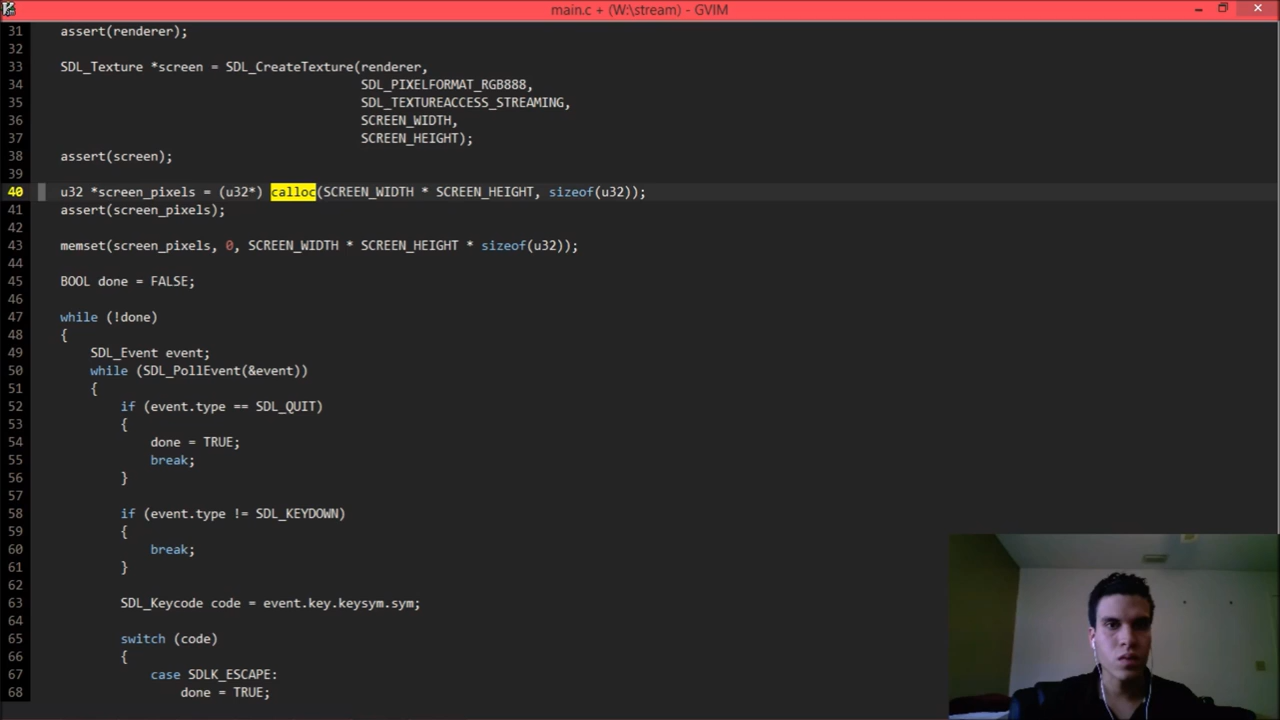 main.c + (W:\stream) - GVIM
31 assert(renderer);
32
33 SDL_Texture *screen = SDL_CreateTexture(renderer,
34 SDL_PIXELFORMAT_RGB888,
35 SDL_TEXTUREACCESS_STREAMING,
36 SCREEN_WIDTH,
37 SCREEN_HEIGHT);
38 assert(screen);
39
40 u32 *screen_pixels = (u32*) calloc(SCREEN_WIDTH * SCREEN_HEIGHT, sizeof(u32));
41 assert(screen_pixels);
42
43 memset(screen_pixels, 0, SCREEN_WIDTH * SCREEN_HEIGHT * sizeof(u32));
44
45 BOOL done = FALSE;
46
47 while (!done)
48 {
49 SDL_Event event;
50 while (SDL_PollEvent(&event))
51 {
52 if (event.type == SDL_QUIT)
53 {
54 done = TRUE;
55 break;
56 }
57
58 if (event.type != SDL_KEYDOWN)
59 {
60 break;
61 }
62
63 SDL_Keycode code = event.key.keysym.sym;
64
65 switch (code)
66 {
67 case SDLK_ESCAPE:
68 done = TRUE;